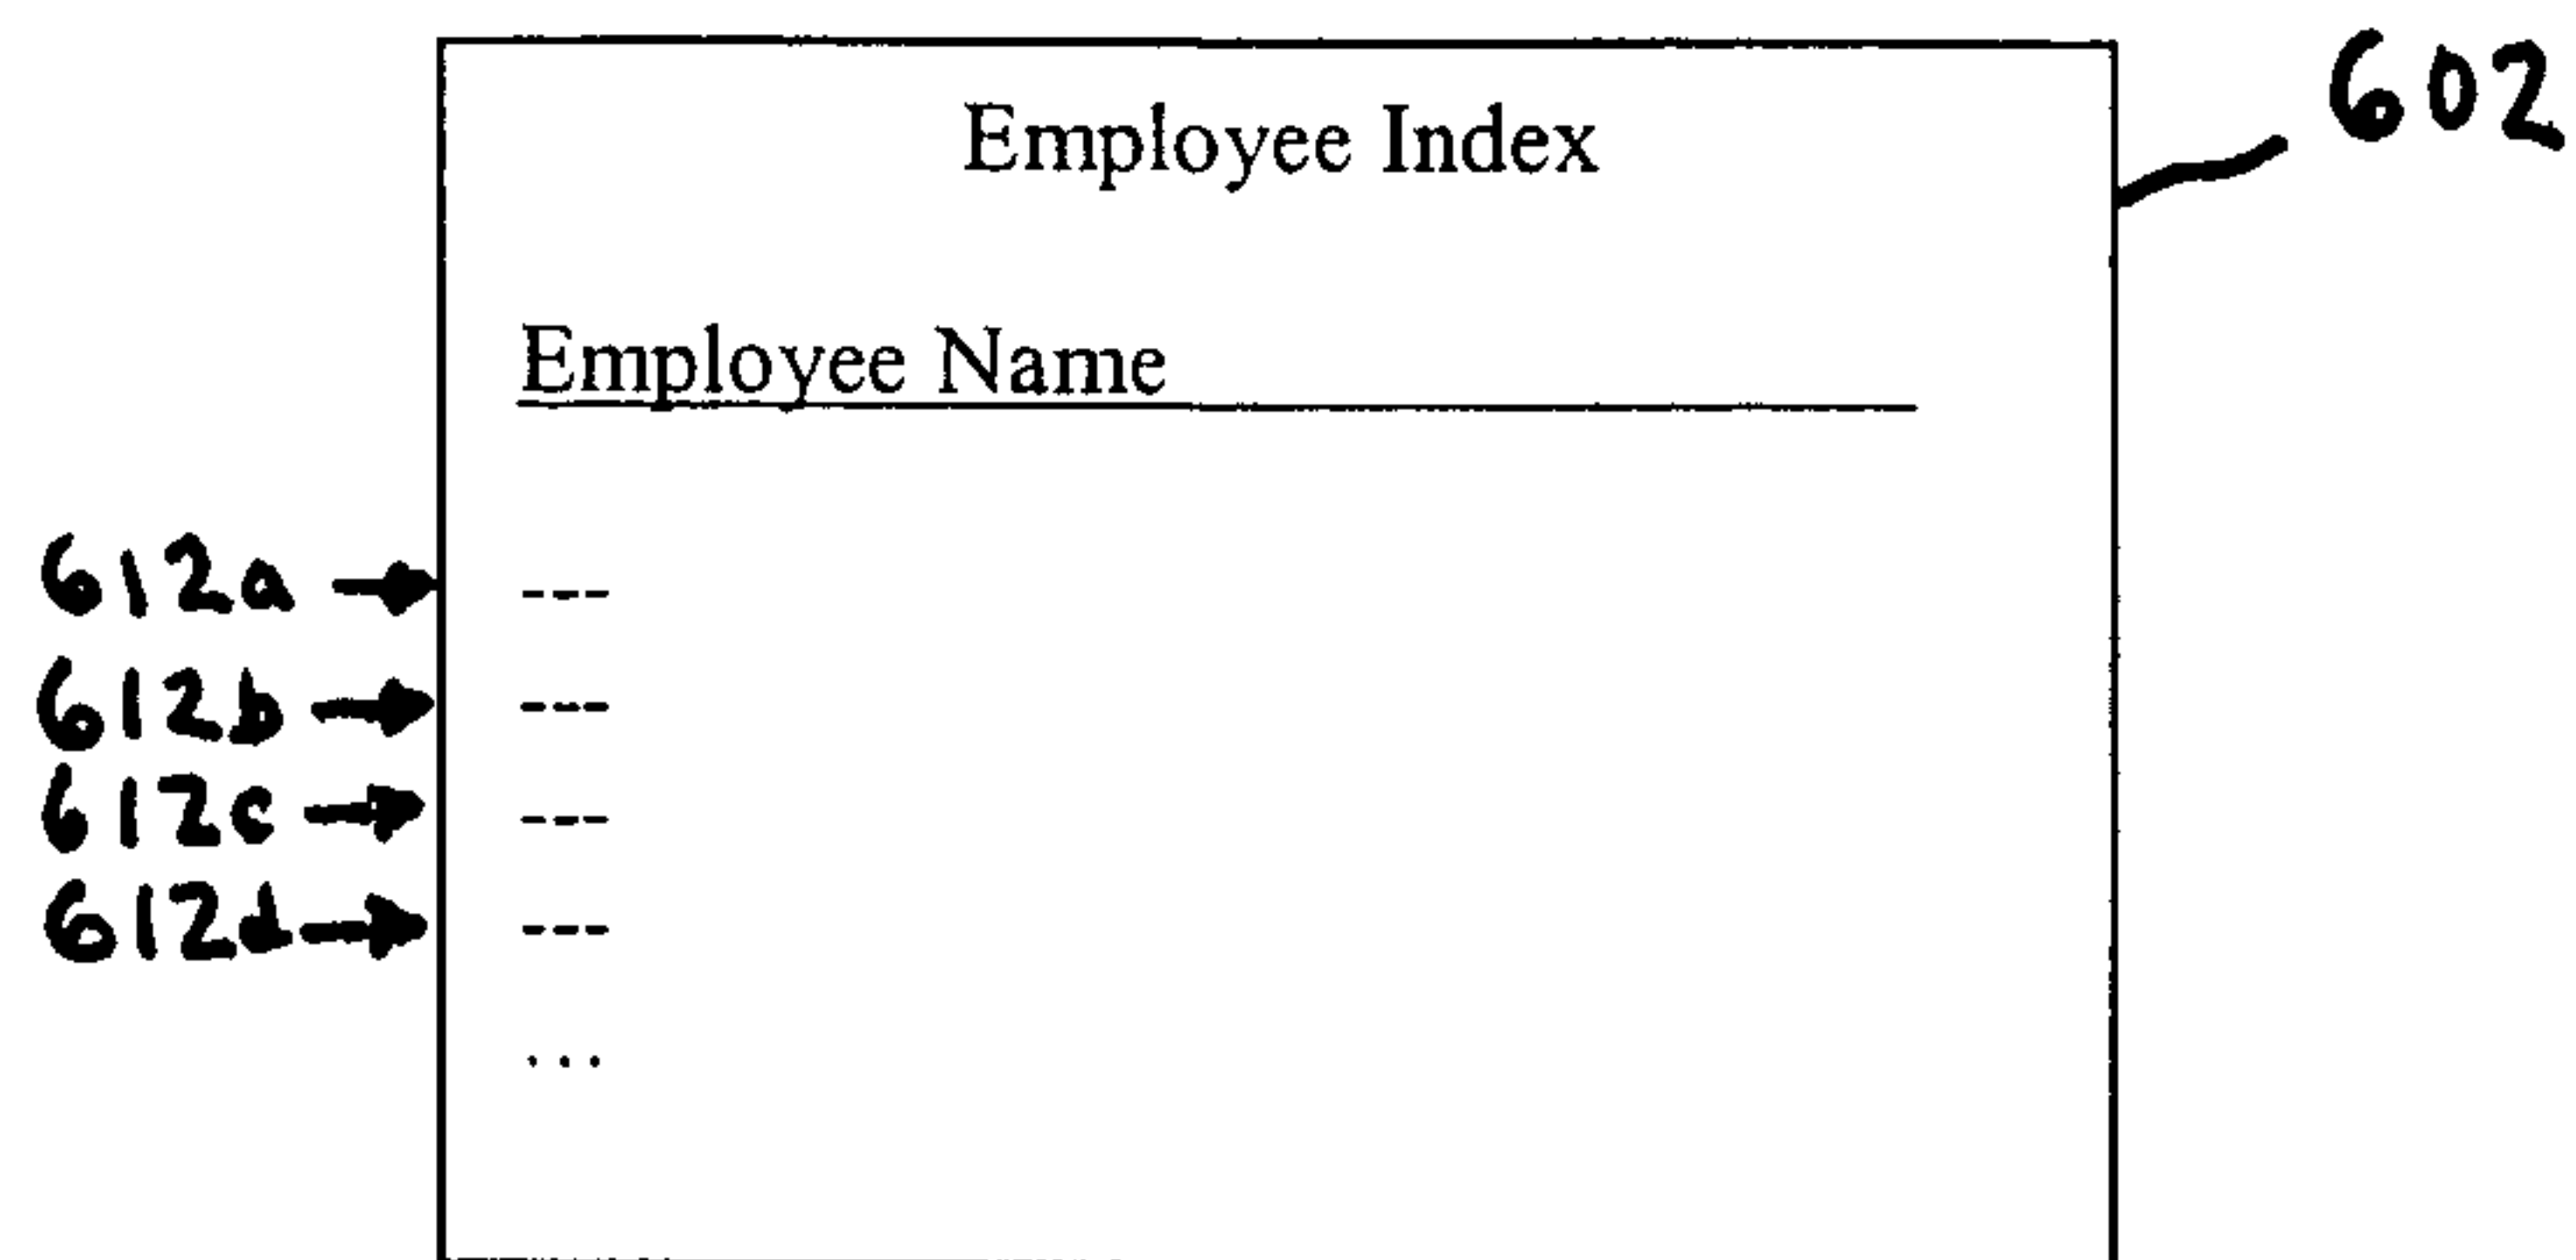 602
Employee Index
Employee Name
612a ---
612b ---
612c ---
612d ---
...